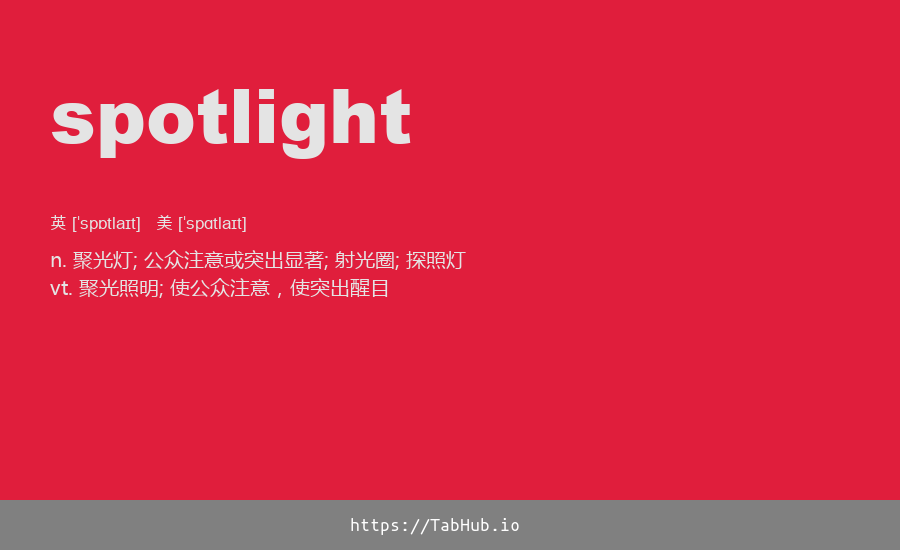 spotlight
英 [ˈspɒtlaɪt] 美 [ˈspɑtlaɪt]
n. 聚光灯; 公众注意或突出显著; 射光圈; 探照灯
vt. 聚光照明; 使公众注意，使突出醒目
https://TabHub.io